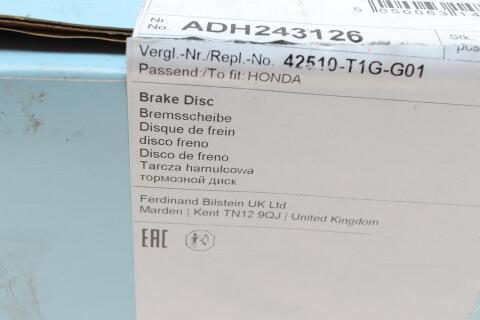 5050063
Nr.
No. ADH243126 Stk.
Vergl.-Nr./Repl.-No. 42510-T1G-G01
Passend:/To fit: HONDA
Brake Disc
Bremsscheibe
Disque de frein
disco freno
Disco de freno
Tarcza hamulcowa
тормозной диск
Ferdinand Bilstein UK Ltd
Marden | Kent TN12 9QJ | United Kingdom
EAC